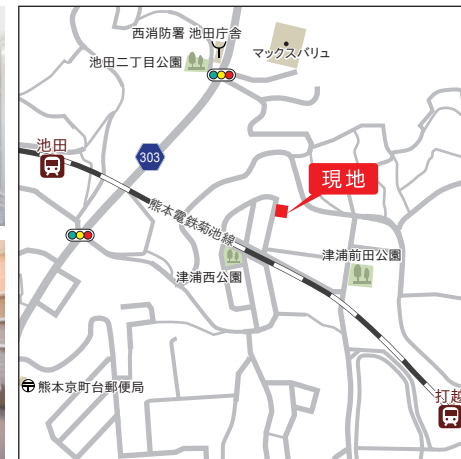 西消防署 池田庁舎
マックスバリュ
池田二丁目公園
池田
303
現地
熊本電鉄菊池線
津浦西公園
津浦前田公園
熊本京町台郵便局
打越